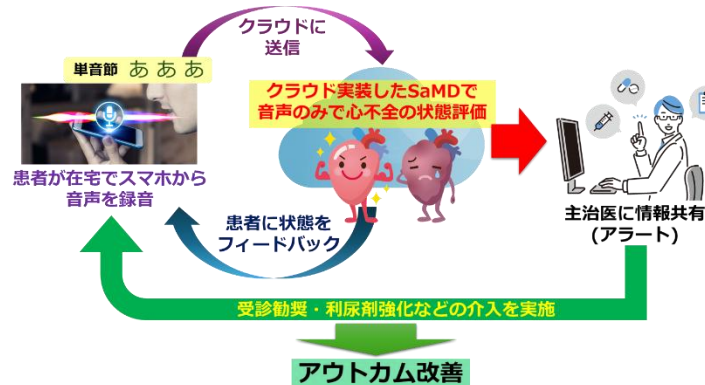 クラウドに
送信
単音節 あ あ あ
クラウド実装したSaMDで
音声のみで心不全の状態評価
患者が在宅でスマホから
音声を録音
患者に状態を
フィードバック
主治医に情報共有
(アラート)
受診勧奨・利尿剤強化などの介入を実施
アウトカム改善